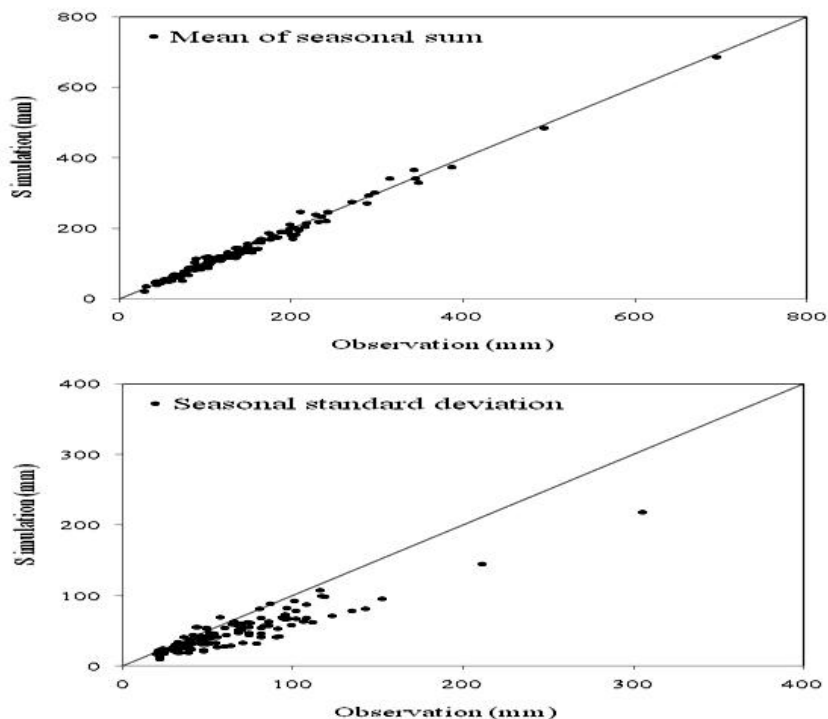 800
Mean of seasonal sum
600
400
200
0
Simulation (mm)
0 200 400 600 800
Observation (mm)
400
Seasonal standard deviation
300
200
100
0
Simulation (mm)
0 100 200 300 400
Observation (mm)